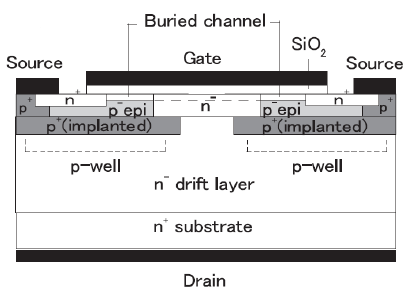 Buried channel
SiO2
Source
Gate
Source
p+
n+
p- epi
n-
p- epi
n+
p+
p+(implanted)
p+(implanted)
p-well
p-well
n- drift layer
n+ substrate
Drain